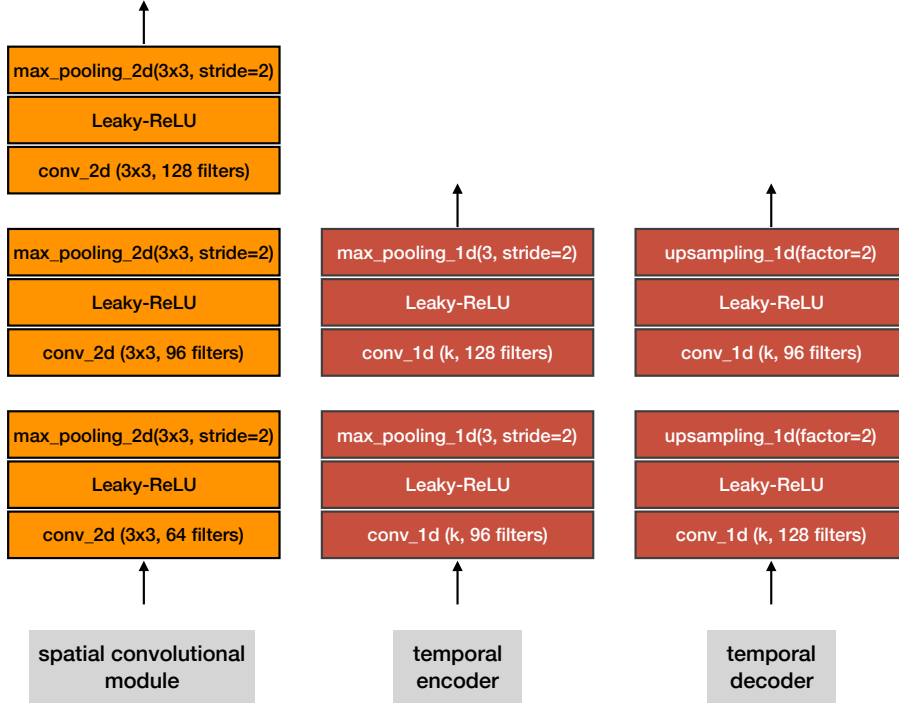 max_pooling_2d(3x3, stride=2)
Leaky-ReLU
conv_2d (3x3, 128 filters)
max_pooling_2d(3x3, stride=2)
Leaky-ReLU
conv_2d (3x3, 96 filters)
max_pooling_2d(3x3, stride=2)
Leaky-ReLU
conv_2d (3x3, 64 filters)
spatial convolutional
module
max_pooling_1d(3, stride=2)
Leaky-ReLU
conv_1d (k, 128 filters)
max_pooling_1d(3, stride=2)
Leaky-ReLU
conv_1d (k, 96 filters)
temporal
encoder
upsampling_1d(factor=2)
Leaky-ReLU
conv_1d (k, 96 filters)
upsampling_1d(factor=2)
Leaky-ReLU
conv_1d (k, 128 filters)
temporal
decoder